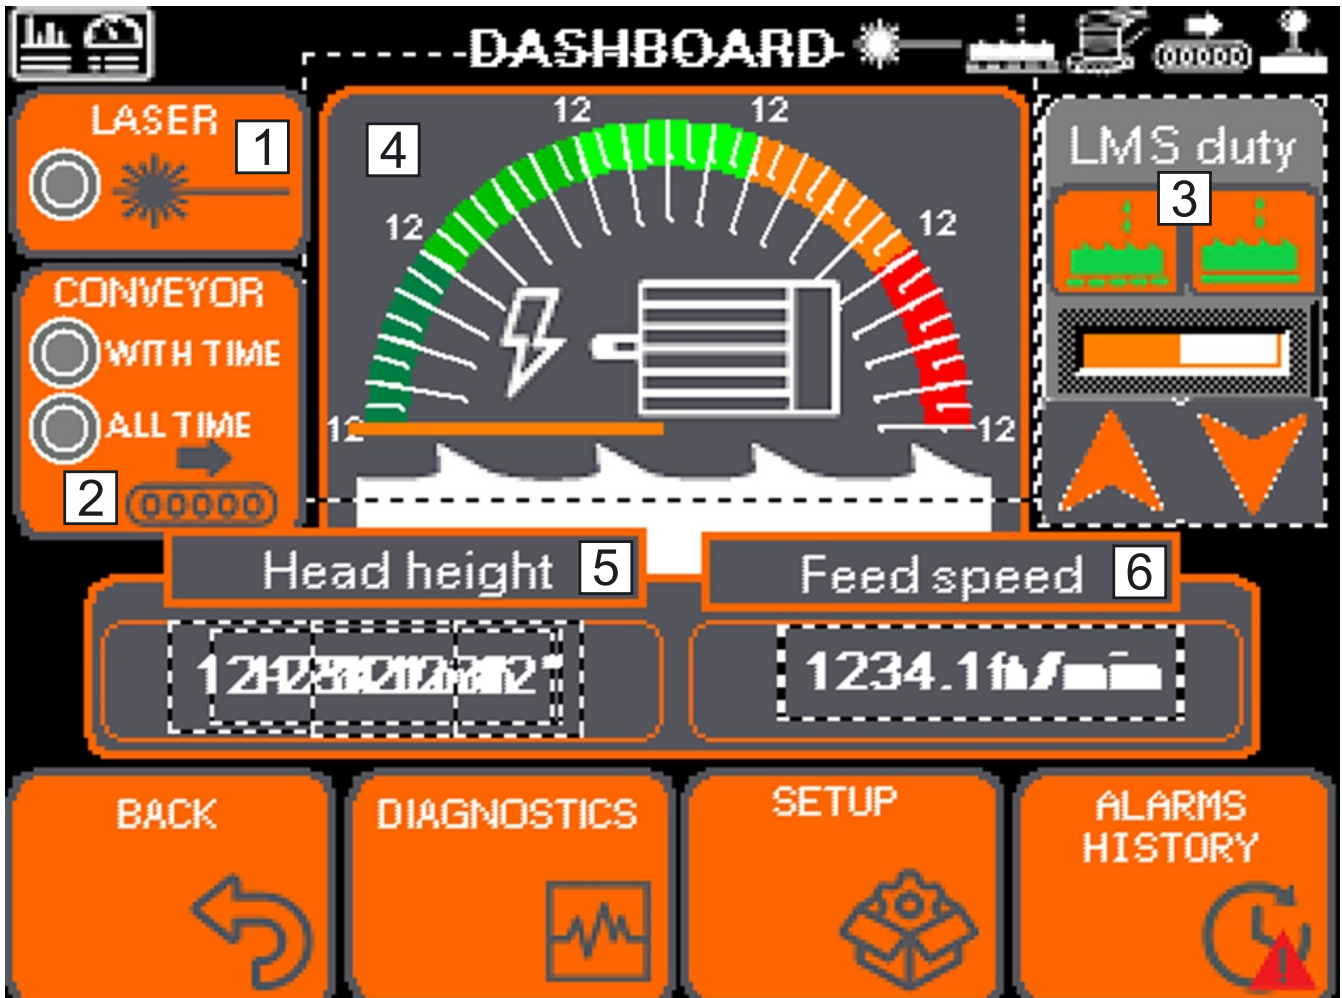 DASHBOARD
LASER
1
CONVEYOR
WITH TIME
ALL TIME
2
4
12
12
12
12
12
12
LMS duty
3
Head height
5
Feed speed
6
1234.1
BACK
DIAGNOSTICS
SETUP
ALARMS
HISTORY